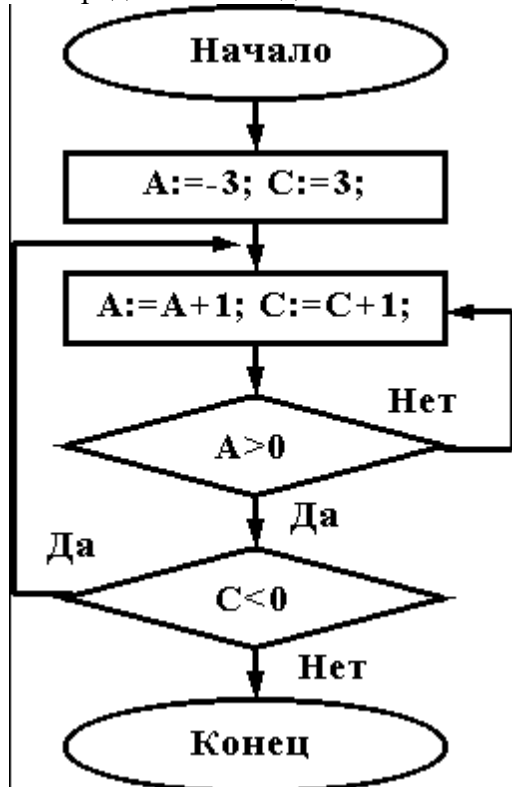 Начало
A:=-3; C:=3;
A:=A+1; C:=C+1;
Нет
A>0
Да
Да
C<0
Нет
Конец